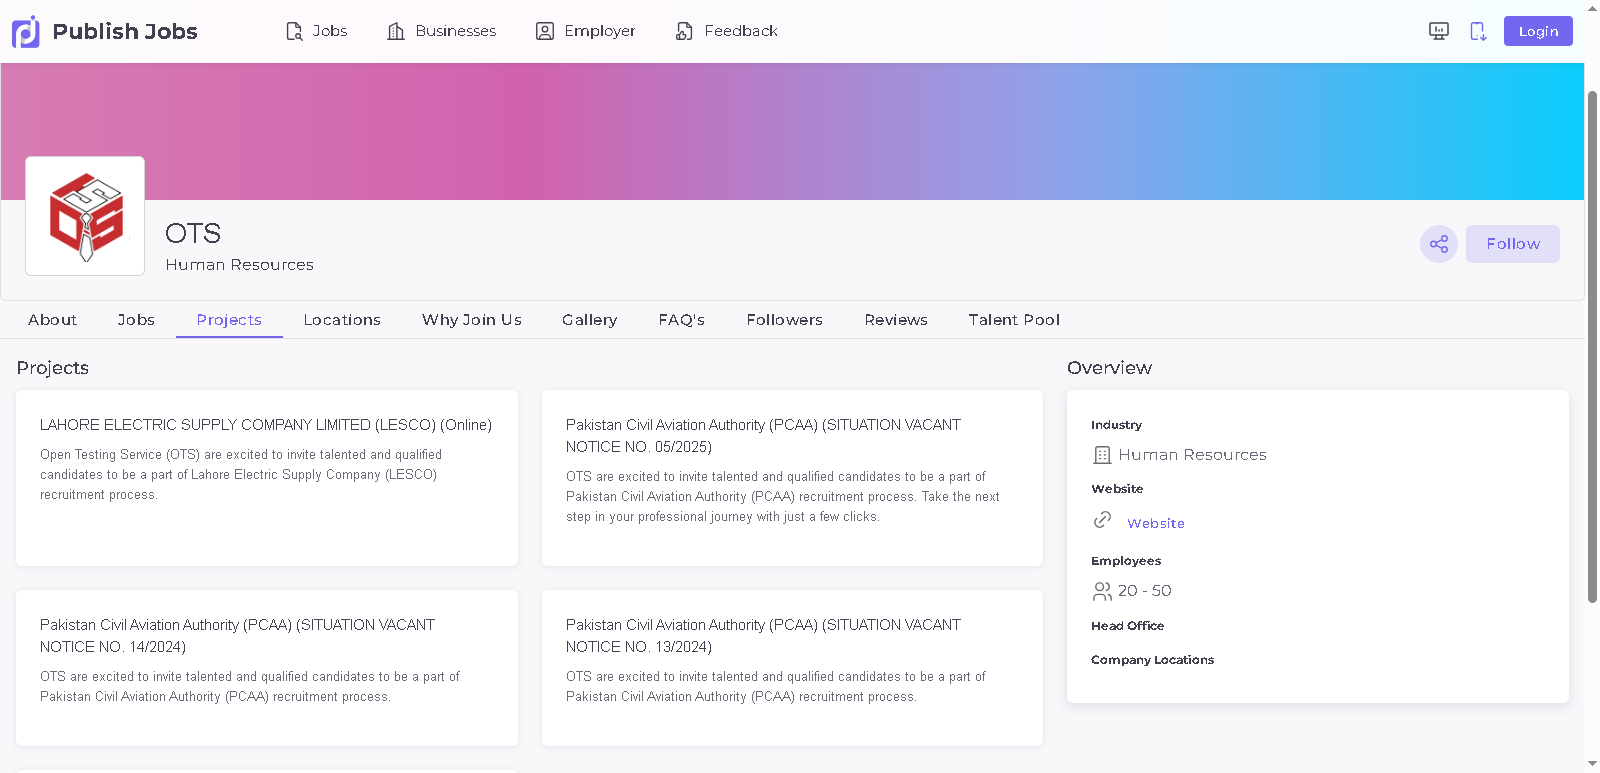 Publish Jobs
Jobs
Businesses
Employer
Feedback
Login
OTS
Human Resources
Follow
About
Jobs
Projects
Locations
Why Join Us
Gallery
FAQ's
Followers
Reviews
Talent Pool
Projects
LAHORE ELECTRIC SUPPLY COMPANY LIMITED (LESCO) (Online)
Open Testing Service (OTS) are excited to invite talented and qualified
candidates to be a part of Lahore Electric Supply Company (LESCO)
recruitment process.
Pakistan Civil Aviation Authority (PCAA) (SITUATION VACANT
NOTICE NO. 05/2025)
OTS are excited to invite talented and qualified candidates to be a part of
Pakistan Civil Aviation Authority (PCAA) recruitment process. Take the next
step in your professional journey with just a few clicks.
Pakistan Civil Aviation Authority (PCAA) (SITUATION VACANT
NOTICE NO. 14/2024)
OTS are excited to invite talented and qualified candidates to be a part of
Pakistan Civil Aviation Authority (PCAA) recruitment process.
Pakistan Civil Aviation Authority (PCAA) (SITUATION VACANT
NOTICE NO. 13/2024)
OTS are excited to invite talented and qualified candidates to be a part of
Pakistan Civil Aviation Authority (PCAA) recruitment process.
Overview
Industry
Human Resources
Website
Website
Employees
20 - 50
Head Office
Company Locations